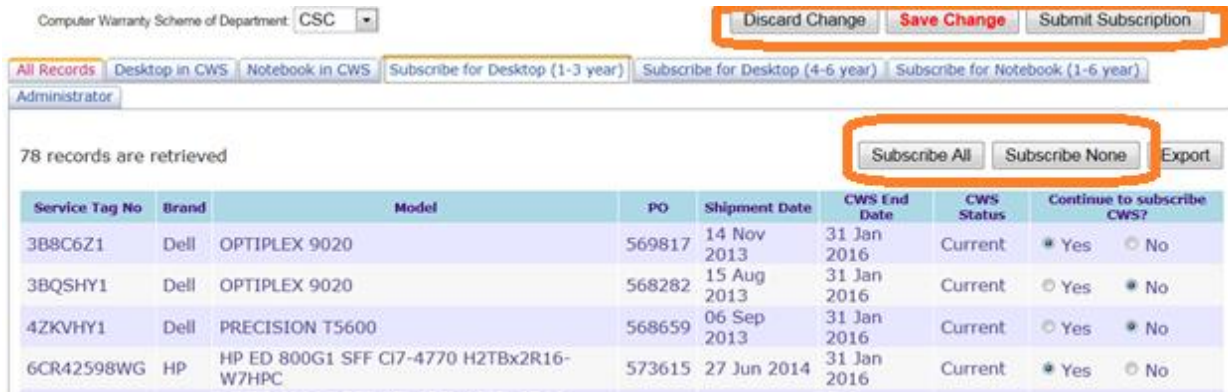 Computer Warranty Scheme of Department: CSC
Discard Change Save Change Submit Subscription
All Records Desktop in CWS Notebook in CWS Subscribe for Desktop (1-3 year) Subscribe for Desktop (4-6 year) Subscribe for Notebook (1-6 year)
Administrator
78 records are retrieved Subscribe All Subscribe None Export
Service Tag No Brand Model PO Shipment Date CWS End Date CWS Status Continue to subscribe CWS?
3B8C6Z1 Dell OPTIPLEX 9020 569817 14 Nov 2013 31 Jan 2016 Current Yes No
3BQSHY1 Dell OPTIPLEX 9020 568282 15 Aug 2013 31 Jan 2016 Current Yes No
4ZKVHY1 Dell PRECISION T5600 568659 06 Sep 2013 31 Jan 2016 Current Yes No
6CR42598WG HP HP ED 800G1 SFF Ci7-4770 H2TBx2R16-W7HPC 573615 27 Jun 2014 31 Jan 2016 Current Yes No